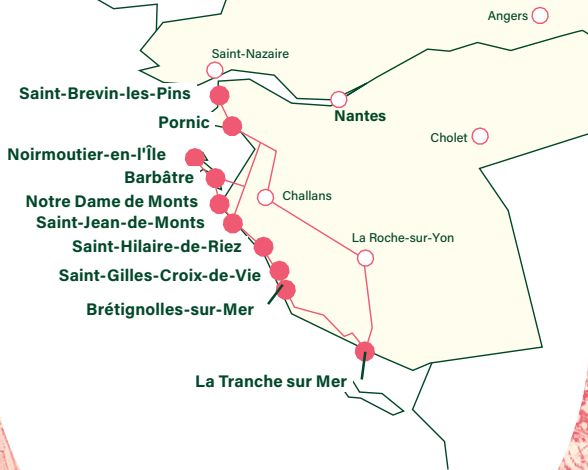 Angers
Saint-Nazaire
Saint-Brevin-les-Pins
Nantes
Pornic
Cholet
Noirmoutier-en-l'Île
Barbâtre
Challans
Notre Dame de Monts
Saint-Jean-de-Monts
La Roche-sur-Yon
Saint-Hilaire-de-Riez
Saint-Gilles-Croix-de-Vie
Brétignolles-sur-Mer
La Tranche sur Mer